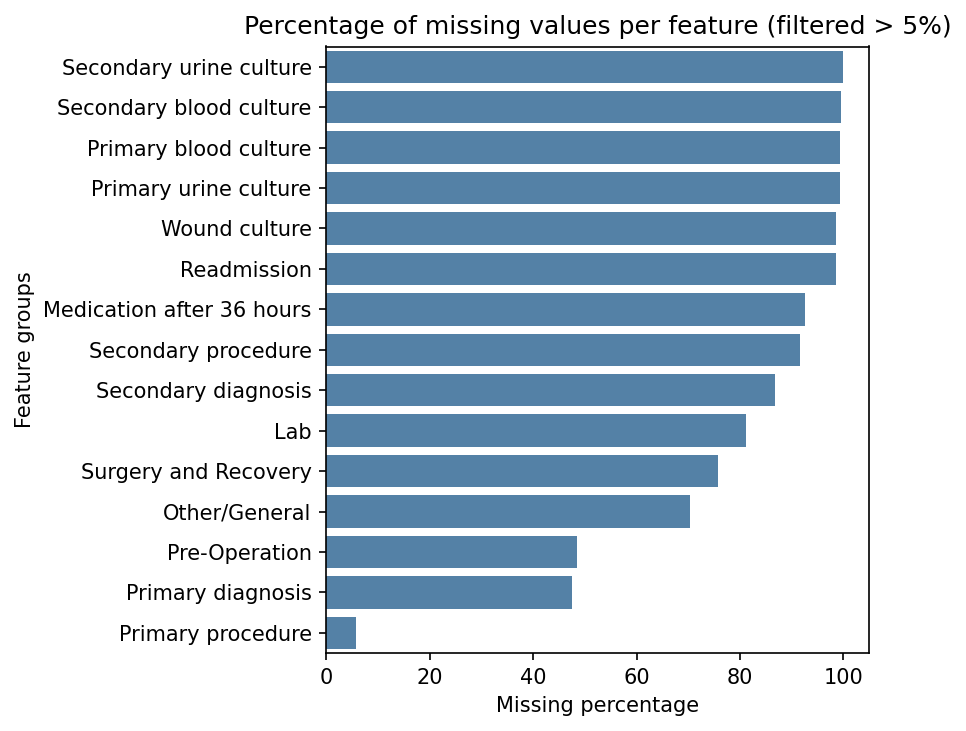 Percentage of missing values per feature (filtered > 5%)
Secondary urine culture
Secondary blood culture
Primary blood culture
Primary urine culture
Wound culture
Readmission
Medication after 36 hours
Secondary procedure
Secondary diagnosis
Lab
Surgery and Recovery
Other/General
Pre-Operation
Primary diagnosis
Primary procedure
Feature groups
0 20 40 60 80 100
Missing percentage